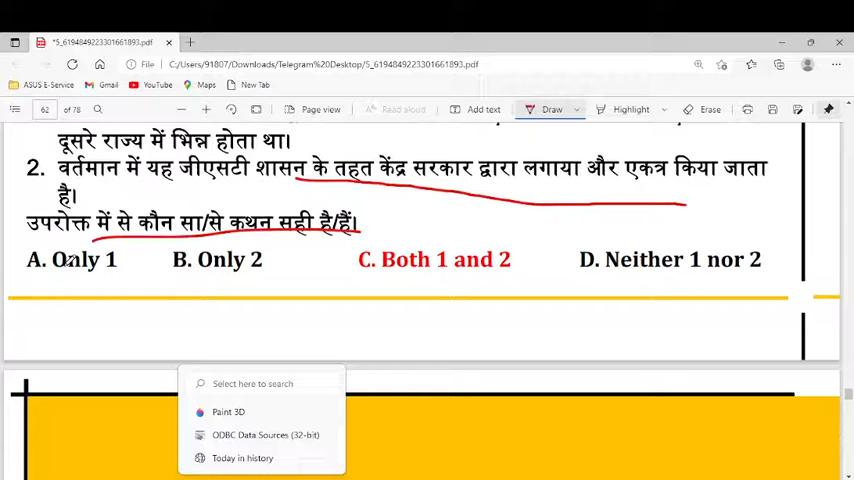 *5_6194849223301661893.pdf
File C:/Users/91807/Downloads/Telegram%20Desktop/5_6194849223301661893.pdf
ASUS E-Service Gmail YouTube Maps New Tab
62 of 78 Page view Read aloud Add text Draw Highlight Erase
दूसरे राज्य में भिन्न होता था।
2. वर्तमान में यह जीएसटी शासन के तहत केंद्र सरकार द्वारा लगाया और एकत्र किया जाता
है।
उपरोक्त में से कौन सा/से कथन सही है/हैं।
A. Only 1 B. Only 2 C. Both 1 and 2 D. Neither 1 nor 2
Select here to search
Paint 3D
ODBC Data Sources (32-bit)
Today in history